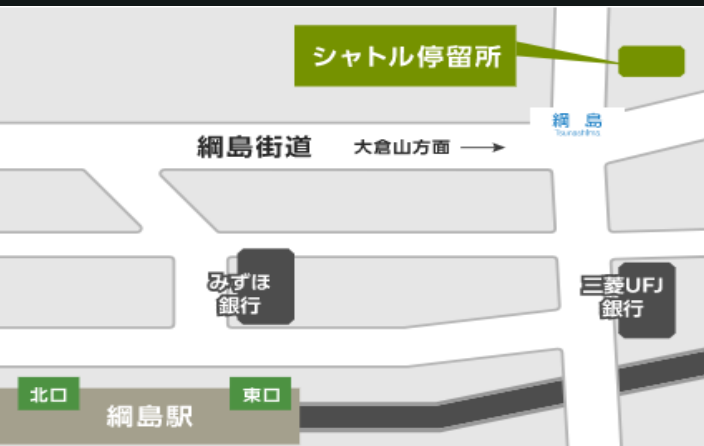 シャトル停留所
綱 島
Tsunashima
綱島街道 大倉山方面
みずほ
銀行
三菱UFJ
銀行
北口
東口
綱島駅